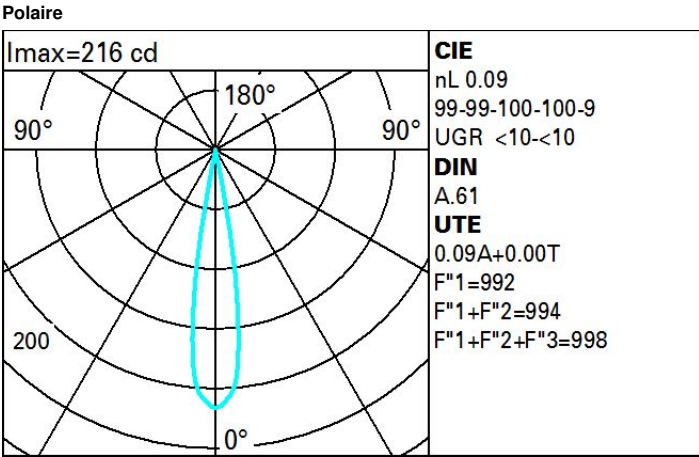 Polaire
Imax=216 cd
180°
90°
90°
200
0°
CIE
nL 0.09
99-99-100-100-9
UGR <10-<10
DIN
A.61
UTE
0.09A+0.00T
F"1=992
F"1+F"2=994
F"1+F"2+F"3=998